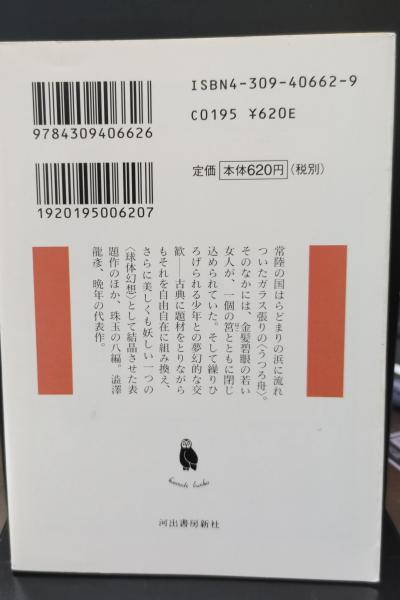 ISBN4-309-40662-9
C0195 ¥620E
9784309406626
定価 本体620円(税別)
1920195006207
常陸の国はらどまりの浜に流れ
ついたガラス張りの〈うつろ舟〉。
そのなかには、金髪碧眼の若い
女人が、一個の筥とともに閉じ
込められていた。そして繰りひ
ろげられる少年との夢幻的な交
歓――古典に題材をとりながら
もそれを自由自在に組み換え、
さらに美しくも妖しい一つの
〈球体幻想〉として結晶させた表
題作のほか、珠玉の八編。澁澤
龍彥、晩年の代表作。
kawade bunko
河出書房新社